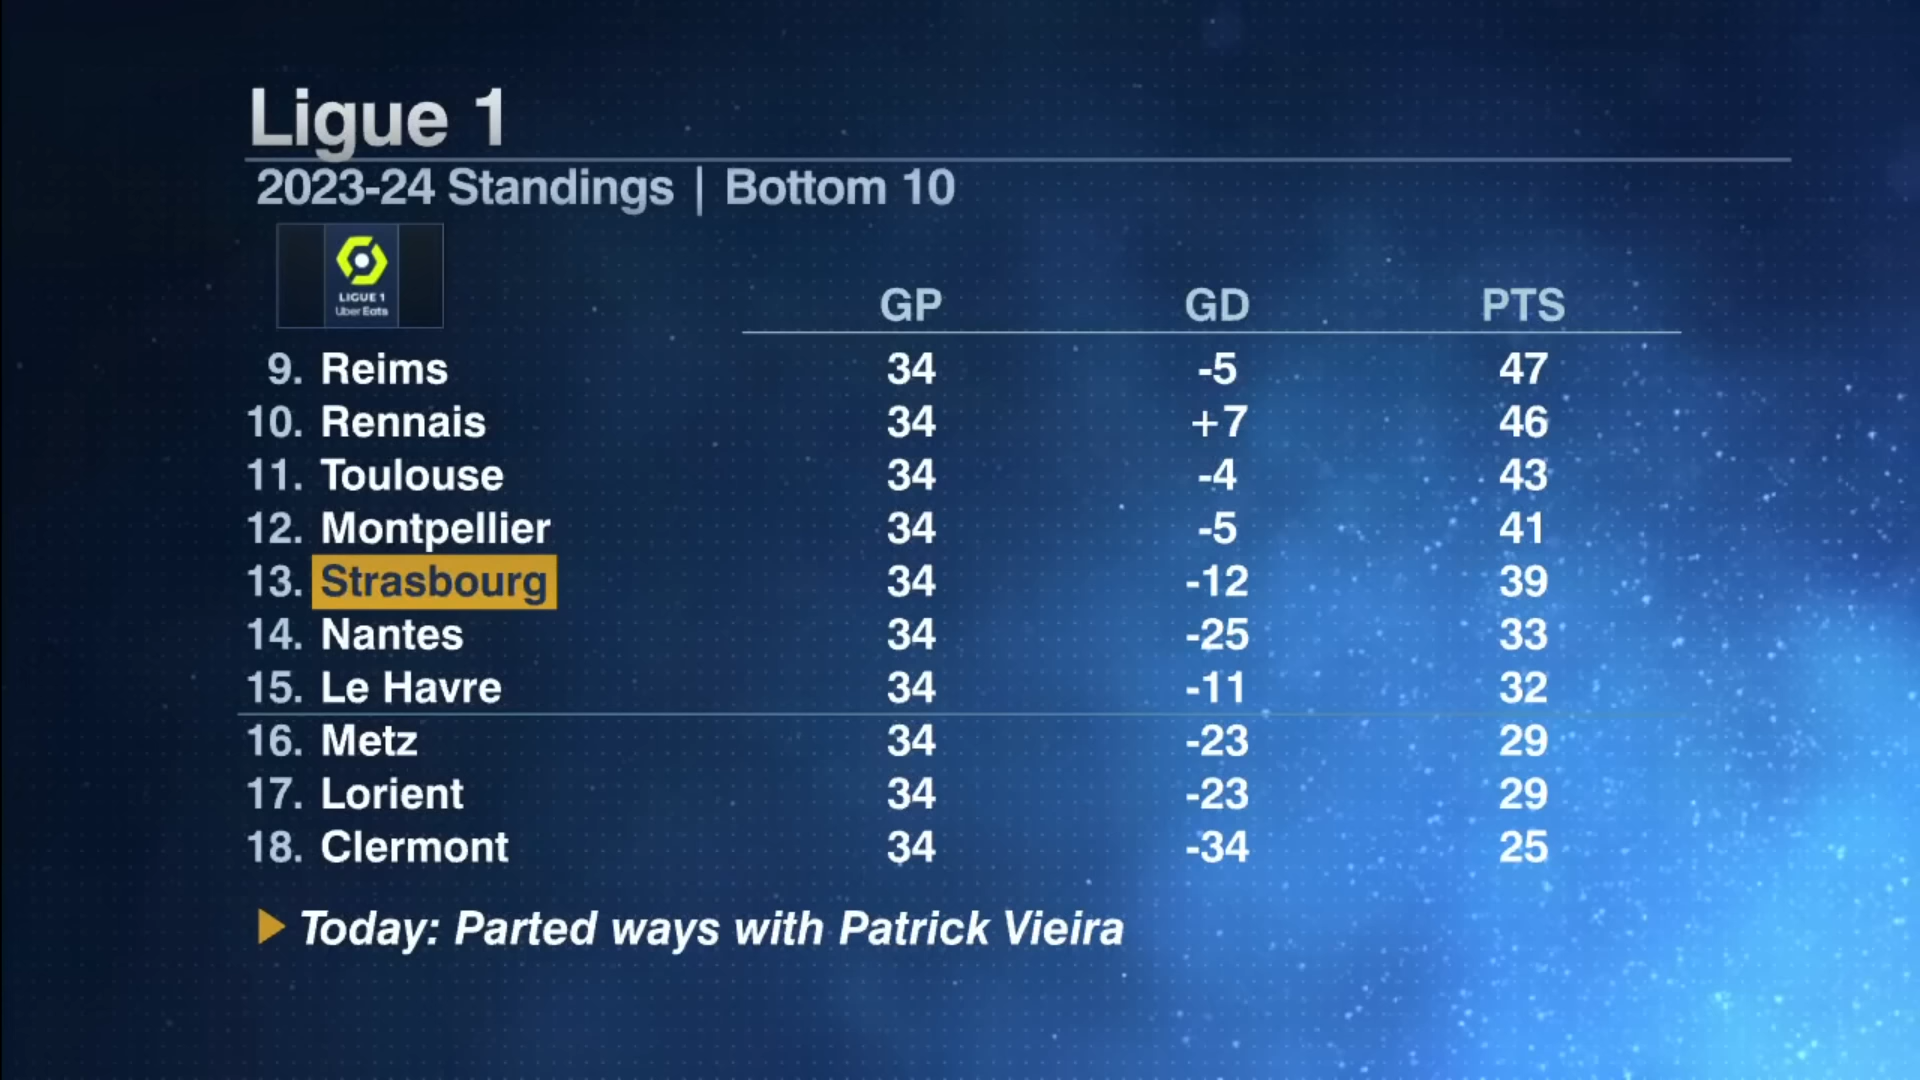 Ligue 1
2023-24 Standings | Bottom 10
LIGUE 1
Uber Eats
GP GD PTS
9. Reims 34 -5 47
10. Rennais 34 +7 46
11. Toulouse 34 -4 43
12. Montpellier 34 -5 41
13. Strasbourg 34 -12 39
14. Nantes 34 -25 33
15. Le Havre 34 -11 32
16. Metz 34 -23 29
17. Lorient 34 -23 29
18. Clermont 34 -34 25
Today: Parted ways with Patrick Vieira